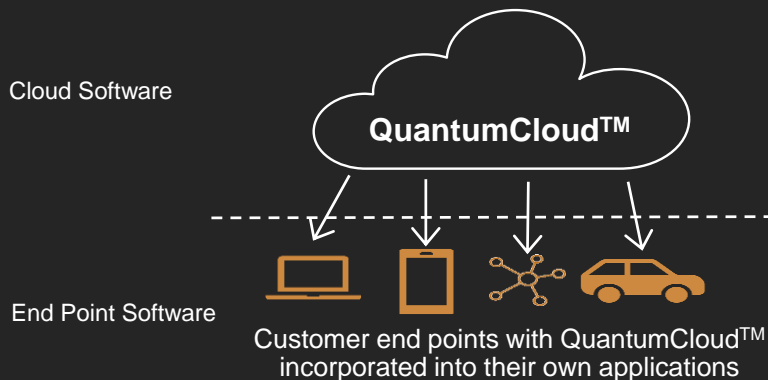 Cloud Software
QuantumCloud™
End Point Software
Customer end points with QuantumCloud™
incorporated into their own applications